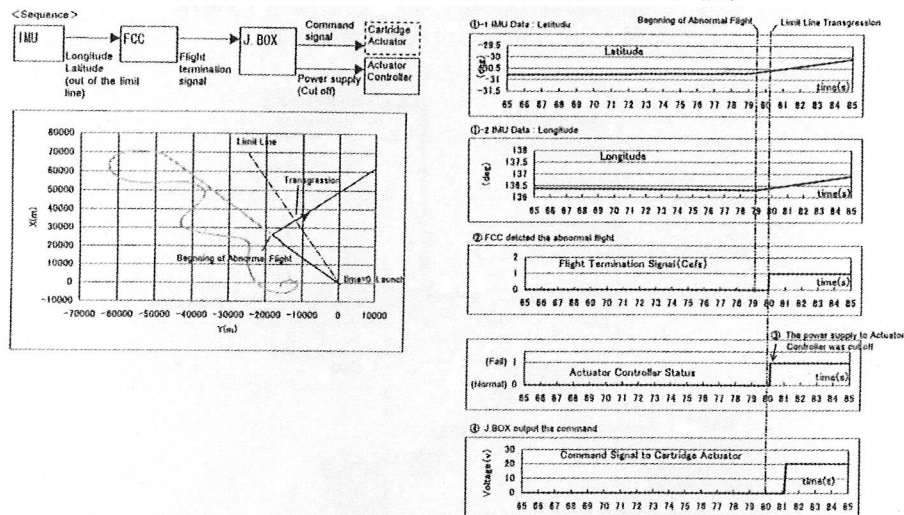 <Sequence>
IMU
FCC
J. BOX
Command
signal
Cartridge
Actuator
Longitude
Latitude
(out of the limit
line)
Flight
termination
signal
Power supply
(Cut off)
Actuator
Controller
80000
70000
60000
50000
40000
30000
20000
10000
0
-10000
X(m)
Limit Line
Transgression
Begnning of Abnormal Flight
time=0 Launch
-70000 -60000 -50000 -40000 -30000 -20000 -10000 0 10000
Y(m)
Begnning of Abnormal Flight
Limit Line Transgression
①-1 IMU Data : Latitudu
Latitude
-29.5
-30
-30.5
-31
-31.5
(deg)
time(s)
65 66 67 68 69 70 71 72 73 74 75 76 77 78 79 80 81 82 83 84 85
①-2 IMU Data : Longitude
Longitude
138
137.5
137
136.5
136
(deg)
time(s)
65 66 67 68 69 70 71 72 73 74 75 76 77 78 79 80 81 82 83 84 85
② FCC detcted the abnormal flight
Flight Termination Signal(Cefs)
2
1
0
time(s)
65 66 67 68 69 70 71 72 73 74 75 76 77 78 79 80 81 82 83 84 85
③ The power supply to Actuator
Controller was cut off
(Fail) 1
(Normal) 0
Actuator Controller Status
time(s)
65 66 67 68 69 70 71 72 73 74 75 76 77 78 79 80 81 82 83 84 85
④ J.BOX output the command
Command Signal to Cartridge Actuator
30
20
10
0
Voltage(v)
time(s)
65 66 67 68 69 70 71 72 73 74 75 76 77 78 79 80 81 82 83 84 85